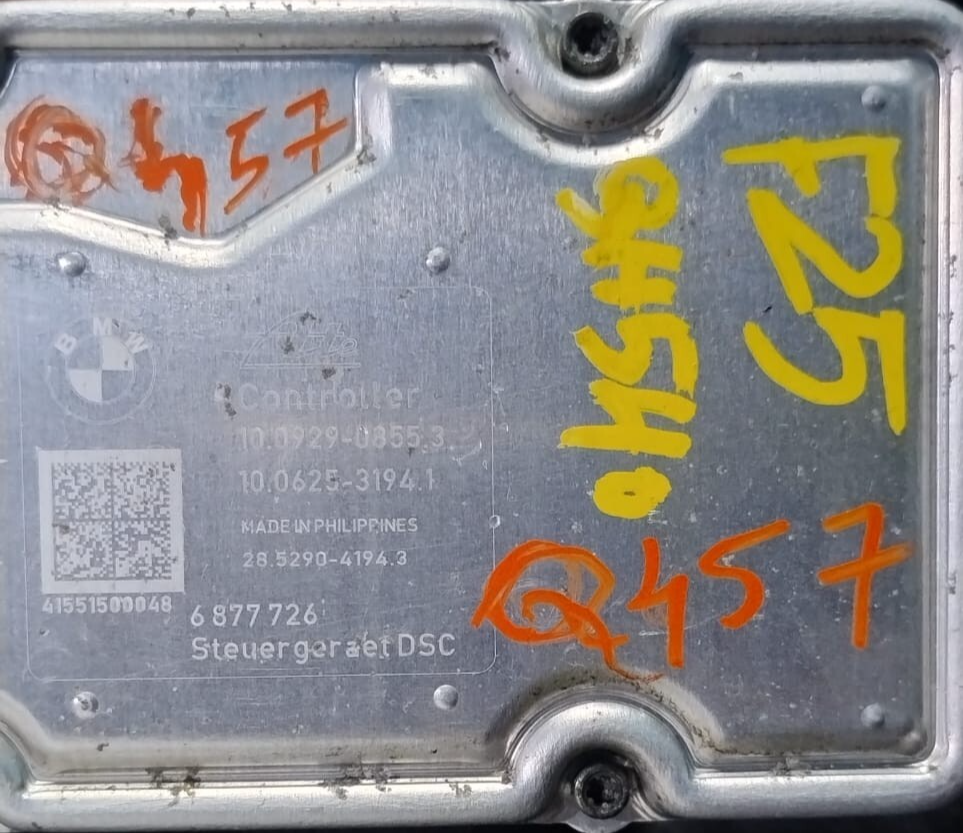 Q457
F25
GH540
BMW
Controller
10.0929-0855.3
10.0625-3194.1
MADE IN PHILIPPINES
28.5290-4194.3
41551500048
6 877 726
Steuergeraet DSC
Q457